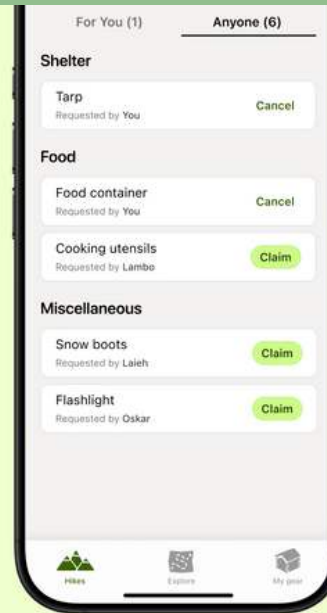 For You (1)
Anyone (6)
Shelter
Tarp
Cancel
Requested by You
Food
Food container
Cancel
Requested by You
Cooking utensils
Claim
Requested by Lambo
Miscellaneous
Snow boots
Claim
Requested by Laieh
Flashlight
Claim
Requested by Oskar
Hikes
Explore
My gear